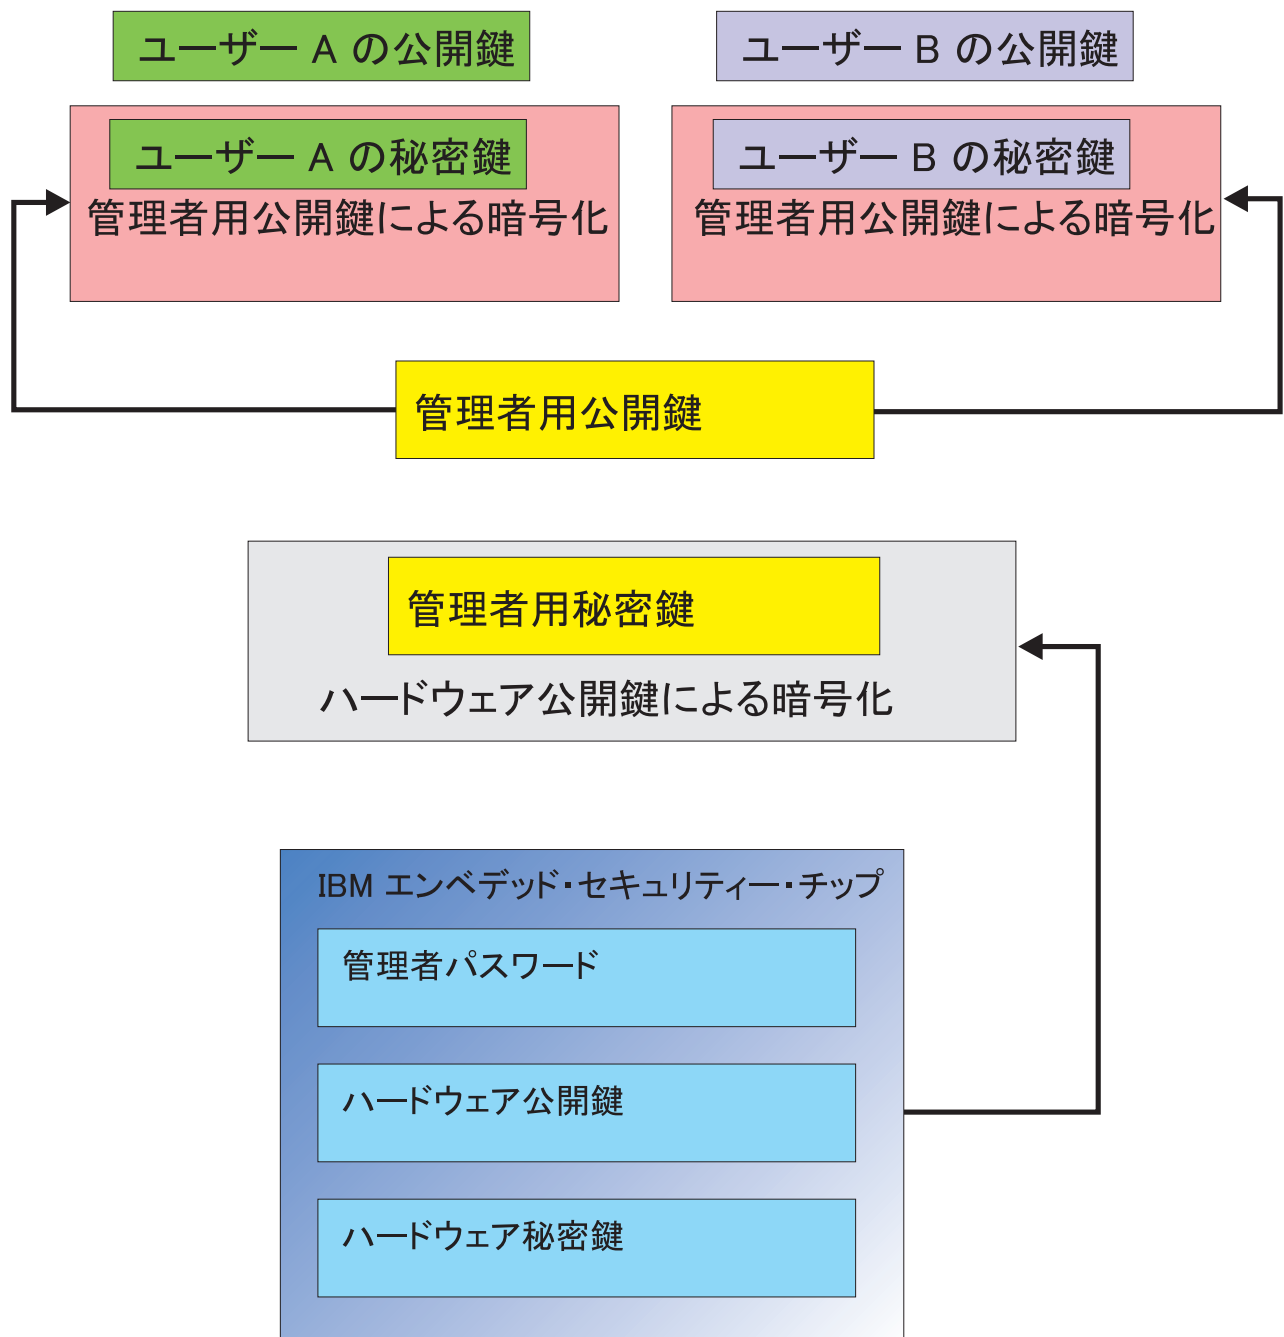 ユーザー A の公開鍵
ユーザー B の公開鍵
ユーザー A の秘密鍵
管理者用公開鍵による暗号化
ユーザー B の秘密鍵
管理者用公開鍵による暗号化
管理者用公開鍵
管理者用秘密鍵
ハードウェア公開鍵による暗号化
IBM エンベデッド・セキュリティー・チップ
管理者パスワード
ハードウェア公開鍵
ハードウェア秘密鍵